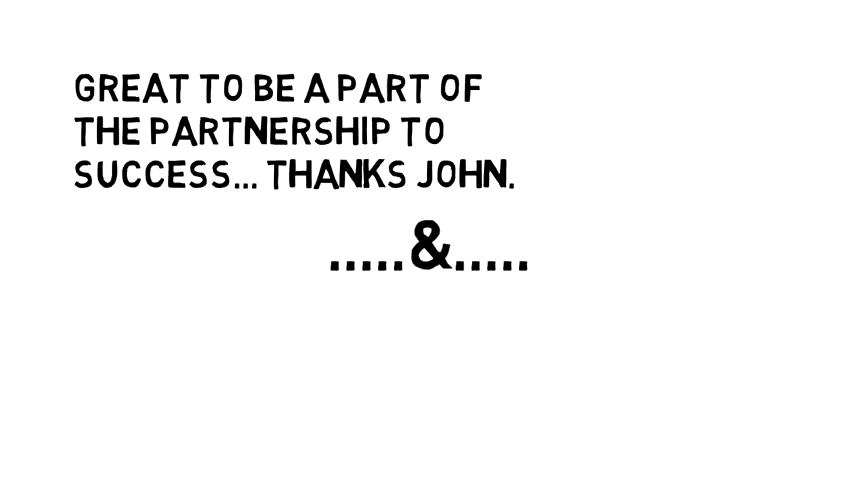 GREAT TO BE A PART OF
THE PARTNERSHIP TO
SUCCESS... THANKS JOHN.
.....&.....